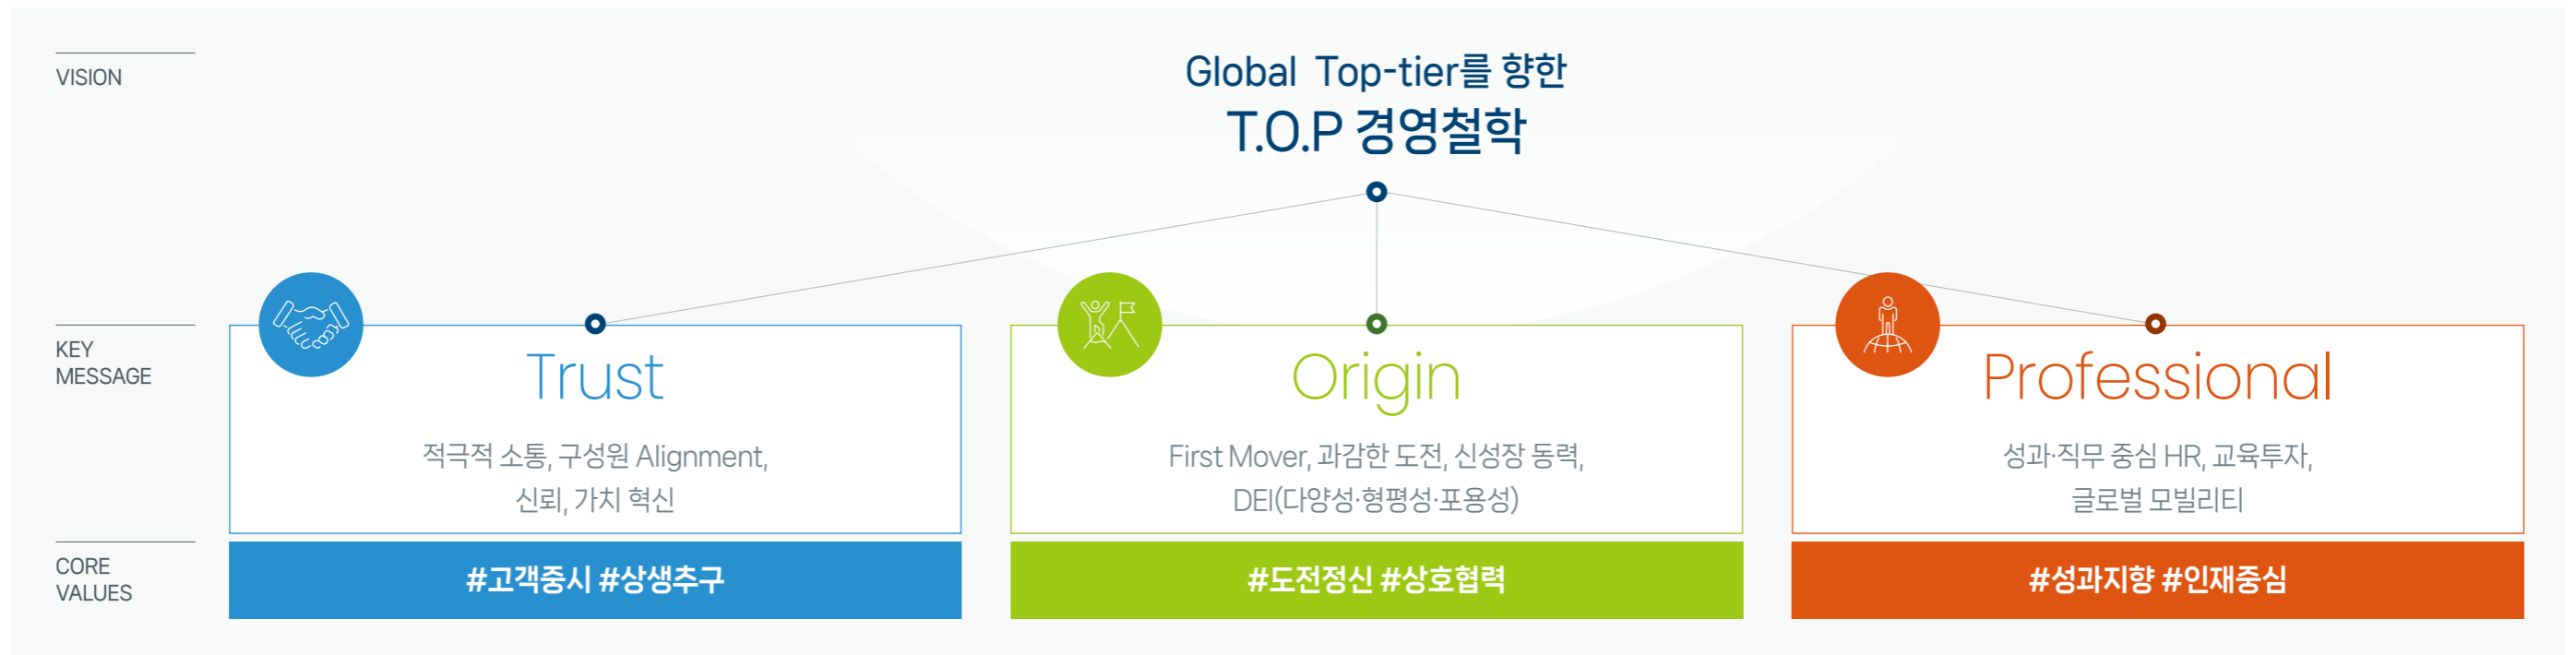 VISION
Global Top-tier를 향한
T.O.P 경영철학
KEY
MESSAGE
Trust
적극적 소통, 구성원 Alignment,
신뢰, 가치 혁신
Origin
First Mover, 과감한 도전, 신성장 동력,
DEI(다양성·형평성·포용성)
Professional
성과·직무 중심 HR, 교육투자,
글로벌 모빌리티
CORE
VALUES
#고객중시 #상생추구
#도전정신 #상호협력
#성과지향 #인재중심